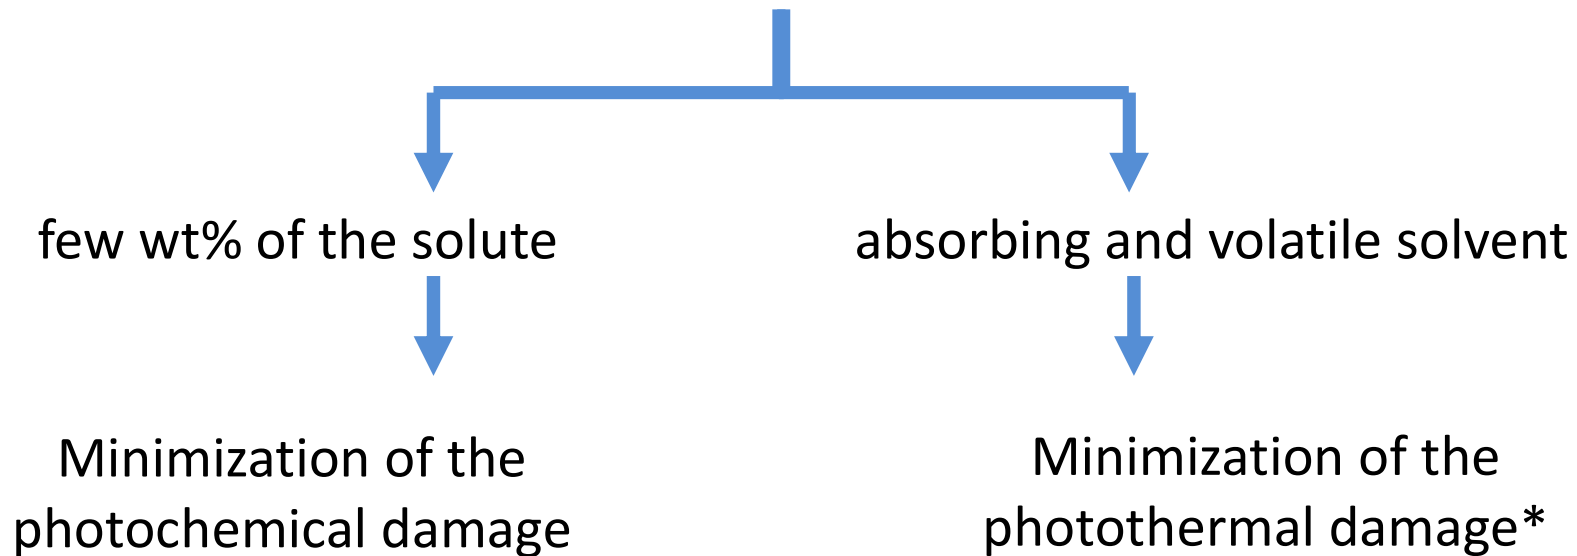 few wt% of the solute
absorbing and volatile solvent
Minimization of the
photochemical damage
Minimization of the
photothermal damage*